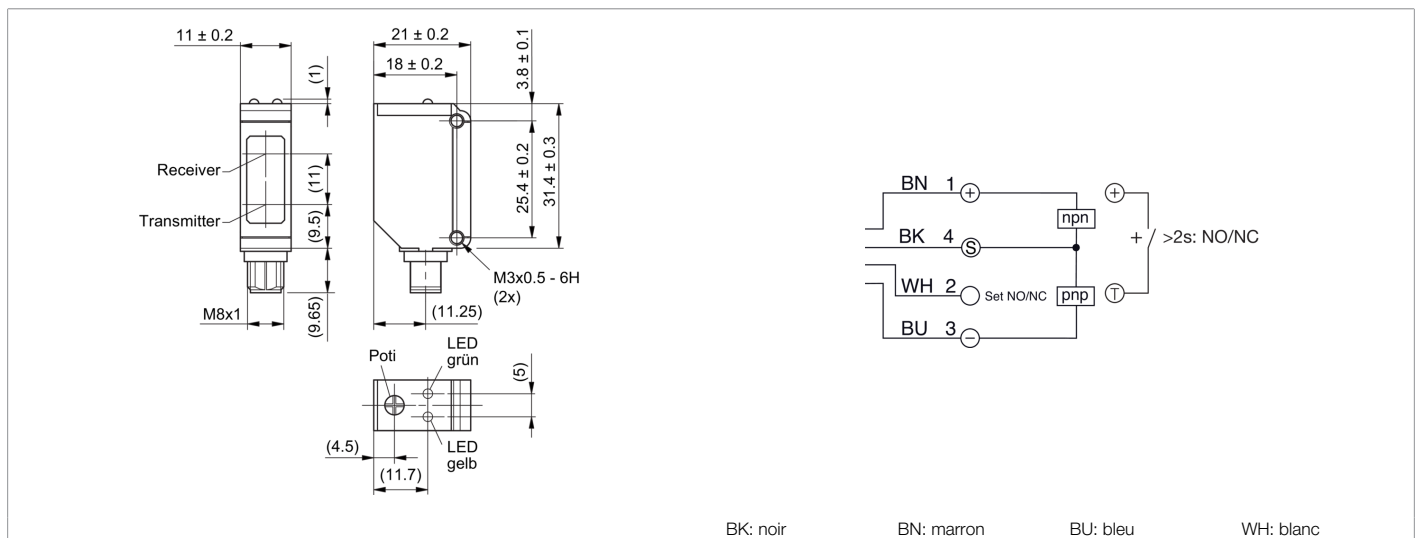 11 ± 0.2
(1)
Receiver
Transmitter
(11)
(9.5)
M8x1
(9.65)
21 ± 0.2
18 ± 0.2
3.8 ± 0.1
25.4 ± 0.2
31.4 ± 0.3
M3x0.5 - 6H
(2x)
(11.25)
Poti
LED
grün
(5)
LED
gelb
(4.5)
(11.7)
BN 1 +
npn
BK 4 S
WH 2 Set NO/NC
pnp
BU 3 −
+
+ >2s: NO/NC
T
BK: noir BN: marron BU: bleu WH: blanc